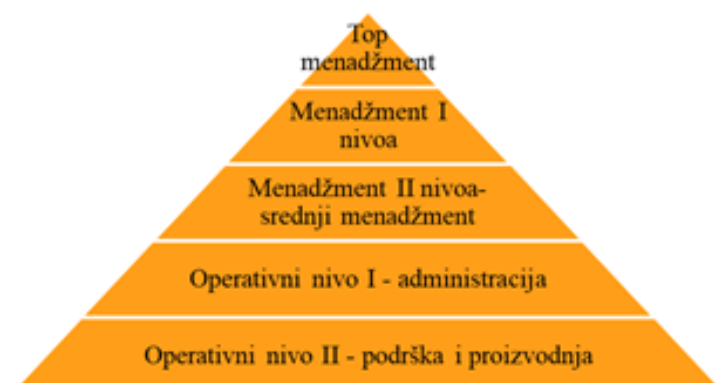 Top
menadžment
Menadžment I
nivoa
Menadžment II nivoa-
srednji menadžment
Operativni nivo I - administracija
Operativni nivo II - podrška i proizvodnja